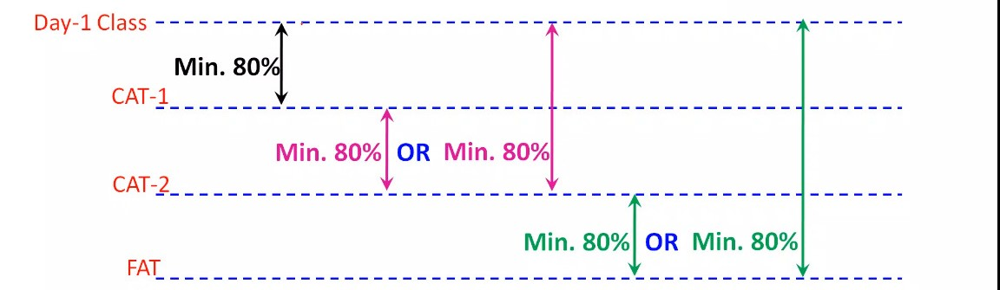 Day-1 Class
Min. 80%
CAT-1
Min. 80% OR Min. 80%
CAT-2
Min. 80% OR Min. 80%
FAT